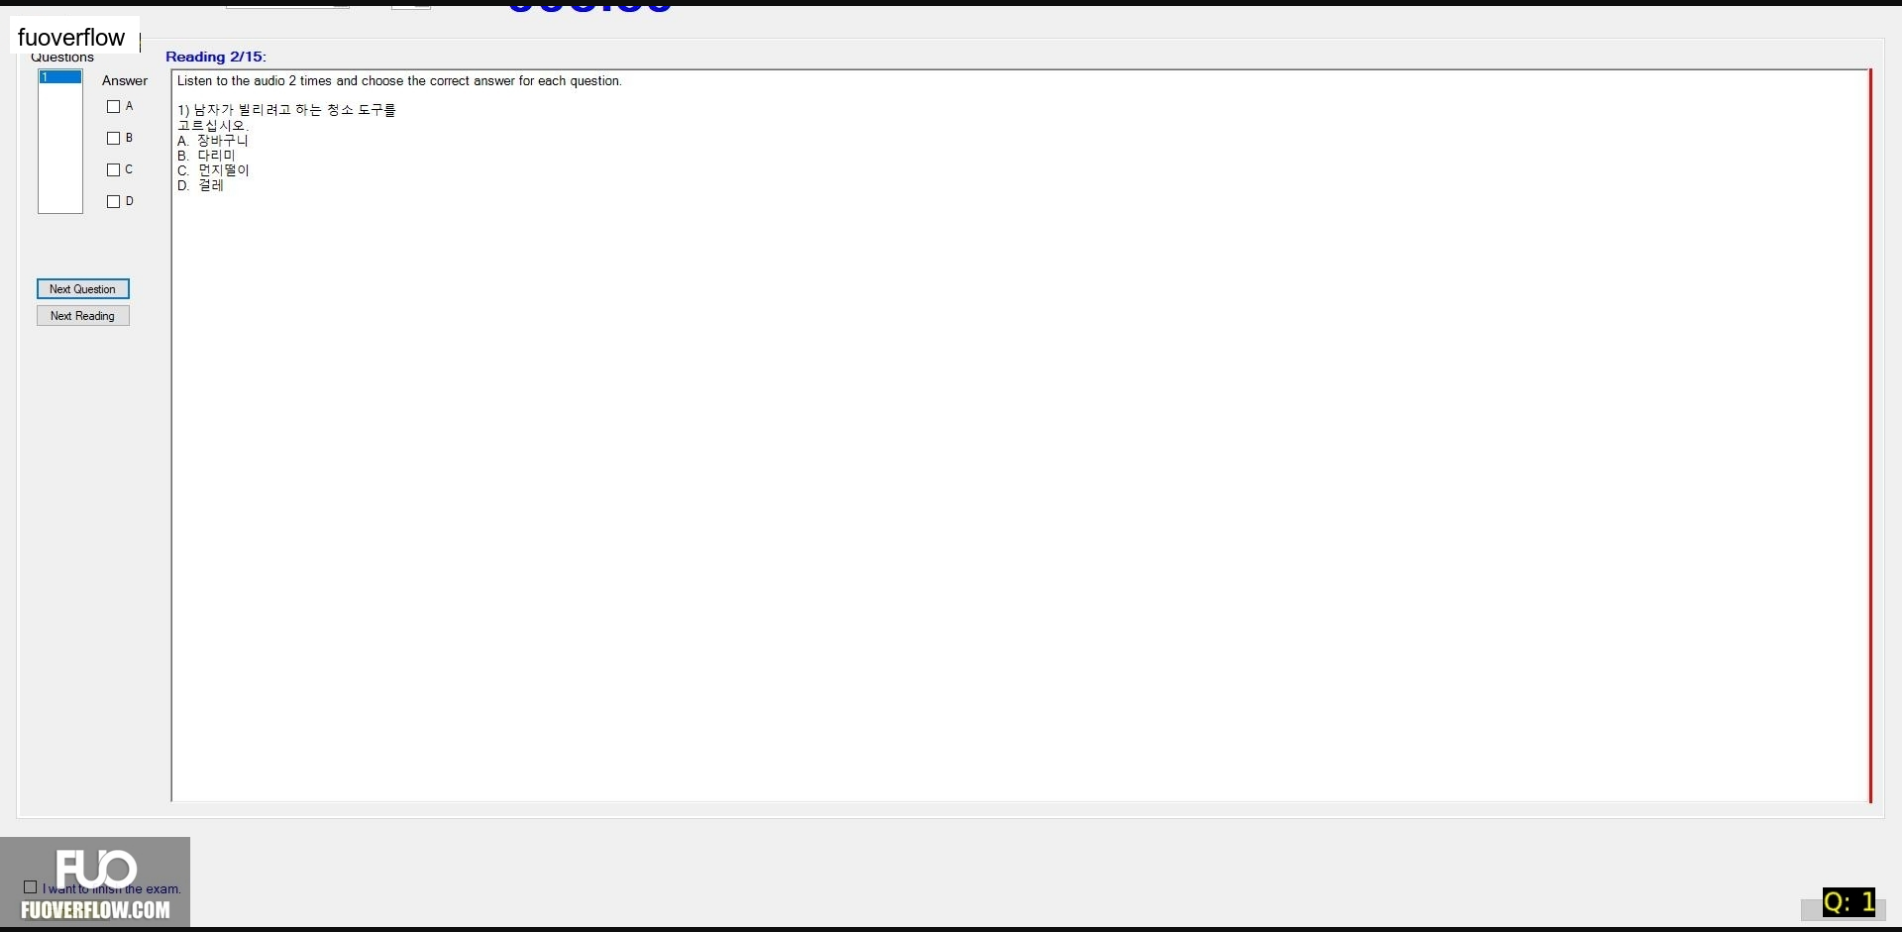 fuoverflow
Questions
Reading 2/15:
1
Answer
A
B
C
D
Next Question
Next Reading
Listen to the audio 2 times and choose the correct answer for each question.
1) 남자가 빌리려고 하는 청소 도구를
고르십시오.
A. 장바구니
B. 다리미
C. 먼지떨이
D. 걸레
FUO
I want to finish the exam.
FUOVERFLOW.COM
Q: 1